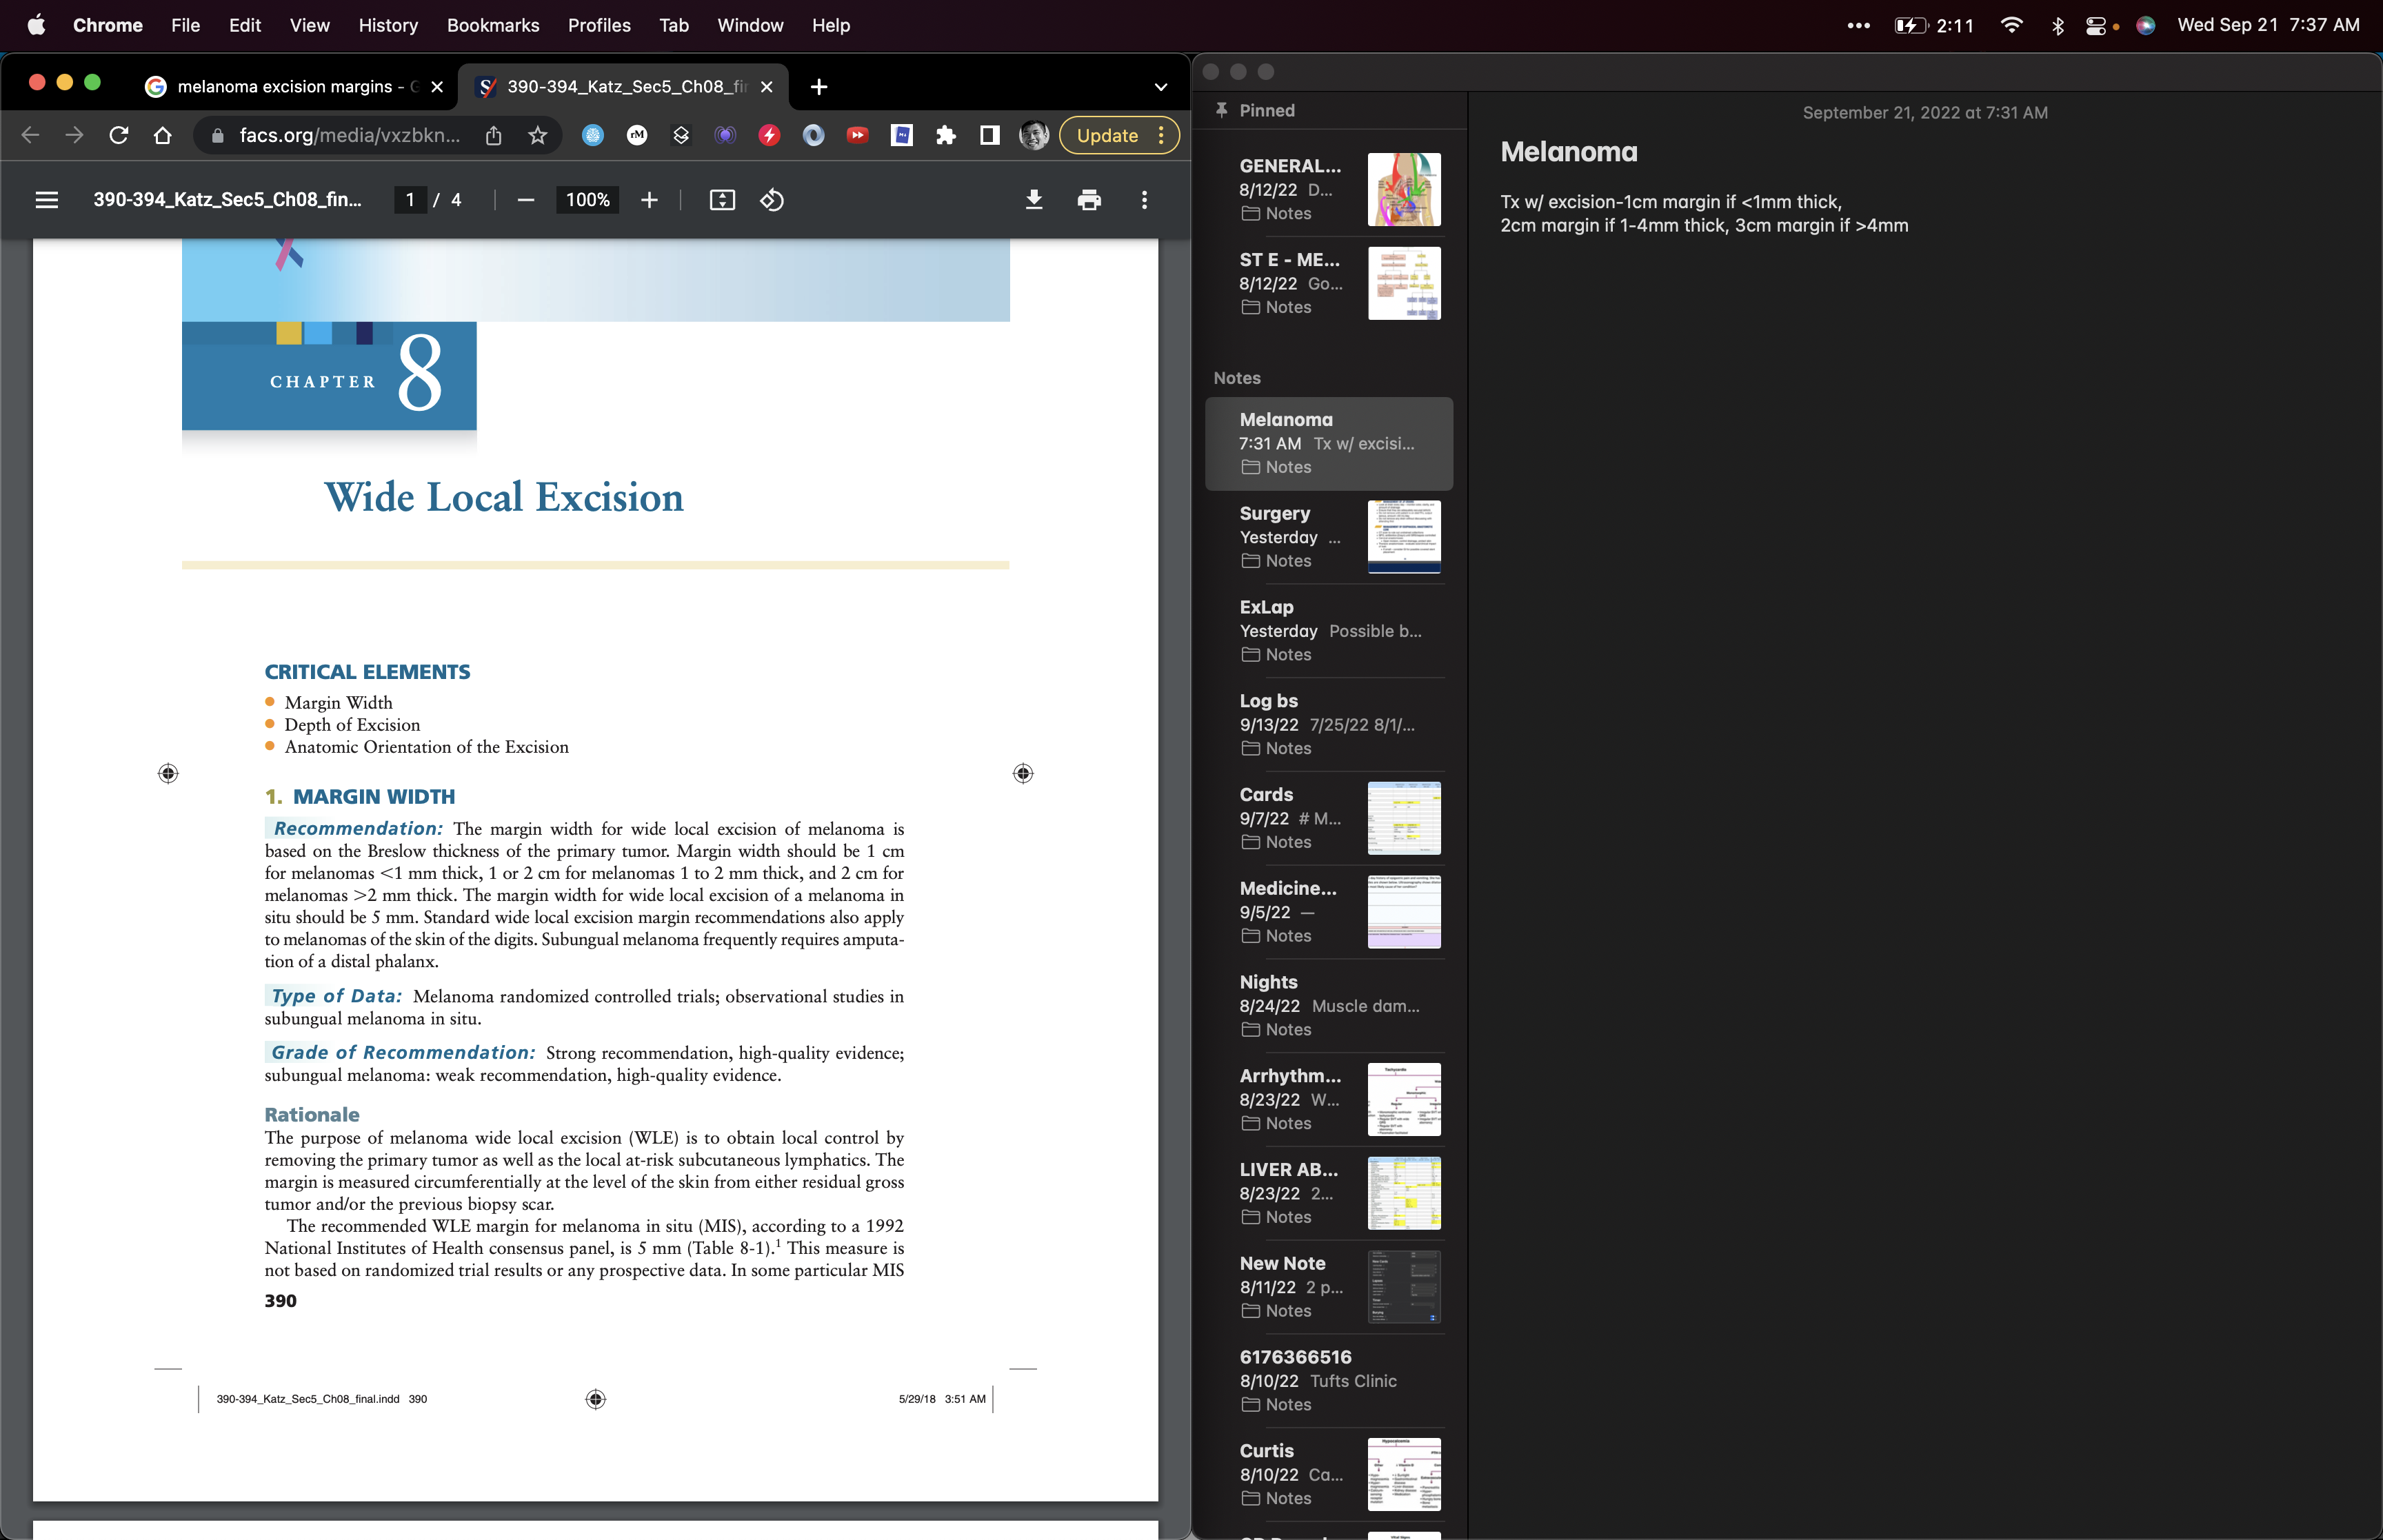 Chrome File Edit View History Bookmarks Profiles Tab Window Help
2:11 Wed Sep 21 7:37 AM
melanoma excision margins - G
390-394_Katz_Sec5_Ch08_fin
facs.org/media/vxzbkn...
rM
Update
390-394_Katz_Sec5_Ch08_fin...
1 / 4
100%
CHAPTER 8
Wide Local Excision
CRITICAL ELEMENTS
Margin Width
Depth of Excision
Anatomic Orientation of the Excision
1. MARGIN WIDTH
Recommendation: The margin width for wide local excision of melanoma is
based on the Breslow thickness of the primary tumor. Margin width should be 1 cm
for melanomas <1 mm thick, 1 or 2 cm for melanomas 1 to 2 mm thick, and 2 cm for
melanomas >2 mm thick. The margin width for wide local excision of a melanoma in
situ should be 5 mm. Standard wide local excision margin recommendations also apply
to melanomas of the skin of the digits. Subungual melanoma frequently requires amputa-
tion of a distal phalanx.
Type of Data: Melanoma randomized controlled trials; observational studies in
subungual melanoma in situ.
Grade of Recommendation: Strong recommendation, high-quality evidence;
subungual melanoma: weak recommendation, high-quality evidence.
Rationale
The purpose of melanoma wide local excision (WLE) is to obtain local control by
removing the primary tumor as well as the local at-risk subcutaneous lymphatics. The
margin is measured circumferentially at the level of the skin from either residual gross
tumor and/or the previous biopsy scar.
The recommended WLE margin for melanoma in situ (MIS), according to a 1992
National Institutes of Health consensus panel, is 5 mm (Table 8-1).1 This measure is
not based on randomized trial results or any prospective data. In some particular MIS
390
390-394_Katz_Sec5_Ch08_final.indd 390
5/29/18 3:51 AM
Pinned
GENERAL...
8/12/22 D...
Notes
ST E - ME...
8/12/22 Go...
Notes
Notes
Melanoma
7:31 AM Tx w/ excisi...
Notes
Surgery
Yesterday ...
Notes
ExLap
Yesterday Possible b...
Notes
Log bs
9/13/22 7/25/22 8/1/...
Notes
Cards
9/7/22 # M...
Notes
Medicine...
9/5/22 —
Notes
Nights
8/24/22 Muscle dam...
Notes
Arrhythm...
8/23/22 W...
Notes
LIVER AB...
8/23/22 2...
Notes
New Note
8/11/22 2 p...
Notes
6176366516
8/10/22 Tufts Clinic
Notes
Curtis
8/10/22 Ca...
Notes
September 21, 2022 at 7:31 AM
Melanoma
Tx w/ excision-1cm margin if <1mm thick,
2cm margin if 1-4mm thick, 3cm margin if >4mm